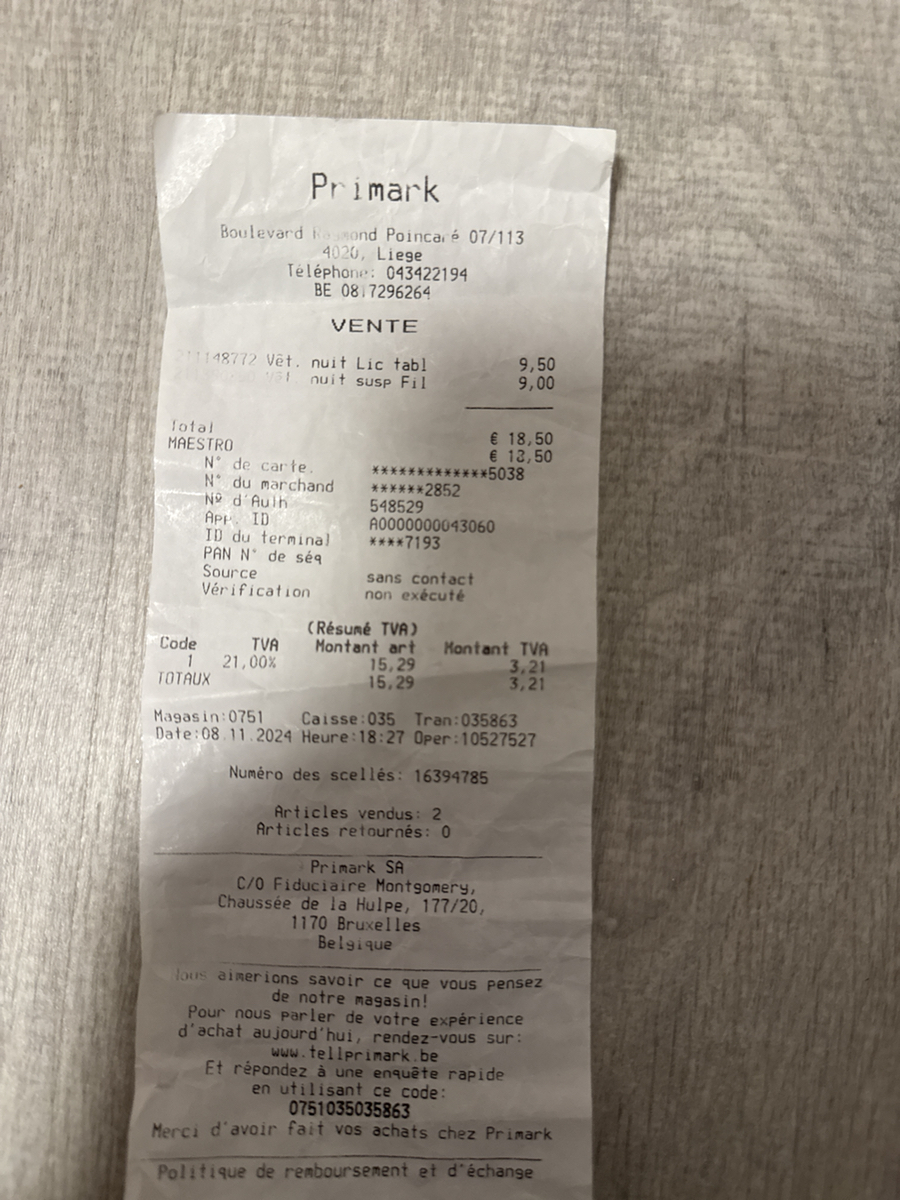 Primark
Boulevard Poincaré 07/113
4020, Liege
Téléphone: 043422194
BE 0817296264
VENTE
Vêt. nuit Lic tabl 9,50
nuit susp Fil 9,00
Total € 18,50
MAESTRO € 18,50
N° de carte. *************5038
N° du marchand ******2852
Nº d'Auth 548529
App. ID A0000000043060
ID du terminal ****7193
PAN N° de séq
Source sans contact
Vérification non exécuté
(Résumé TVA)
Code TVA Montant art Montant TVA
1 21,00% 15,29 3,21
TOTAUX 15,29 3,21
Magasin:0751 Caisse:035 Tran:035863
Date:08.11.2024 Heure:18:27 Oper:10527527
Numéro des scellés: 16394785
Articles vendus: 2
Articles retournés: 0
Primark SA
C/O Fiduciaire Montgomery,
Chaussée de la Hulpe, 177/20,
1170 Bruxelles
Belgique
Nous aimerions savoir ce que vous pensez
de notre magasin!
Pour nous parler de votre expérience
d'achat aujourd'hui, rendez-vous sur:
www.tellprimark.be
Et répondez à une enquête rapide
en utilisant ce code:
0751035035863
Merci d'avoir fait vos achats chez Primark
Politique de remboursement et d'échange